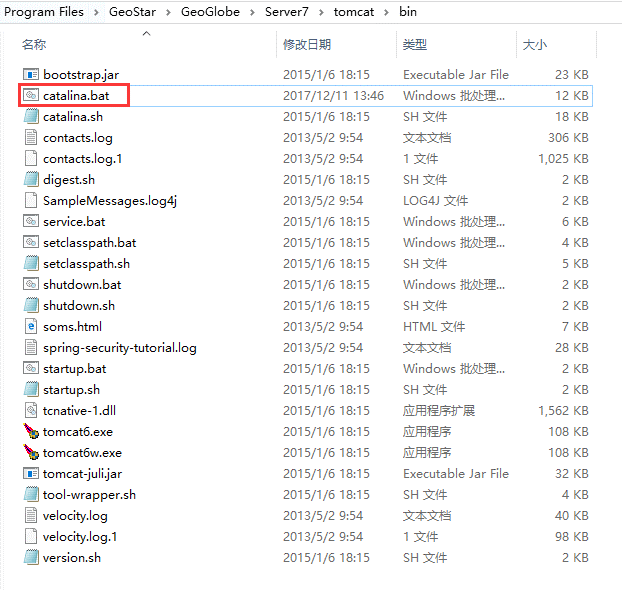 Program Files > GeoStar > GeoGlobe > Server7 > tomcat > bin
名称 修改日期 类型 大小
bootstrap.jar 2015/1/6 18:15 Executable Jar File 23 KB
catalina.bat 2017/12/11 13:46 Windows 批处理... 12 KB
catalina.sh 2015/1/6 18:15 SH 文件 18 KB
contacts.log 2013/5/2 9:54 文本文档 306 KB
contacts.log.1 2013/5/2 9:54 1 文件 1,025 KB
digest.sh 2015/1/6 18:15 SH 文件 2 KB
SampleMessages.log4j 2013/5/2 9:54 LOG4J 文件 2 KB
service.bat 2015/1/6 18:15 Windows 批处理... 6 KB
setclasspath.bat 2015/1/6 18:15 Windows 批处理... 4 KB
setclasspath.sh 2015/1/6 18:15 SH 文件 5 KB
shutdown.bat 2015/1/6 18:15 Windows 批处理... 2 KB
shutdown.sh 2015/1/6 18:15 SH 文件 2 KB
soms.html 2013/5/2 9:54 HTML 文件 7 KB
spring-security-tutorial.log 2013/5/2 9:54 文本文档 28 KB
startup.bat 2015/1/6 18:15 Windows 批处理... 2 KB
startup.sh 2015/1/6 18:15 SH 文件 2 KB
tcnative-1.dll 2015/1/6 18:15 应用程序扩展 1,562 KB
tomcat6.exe 2015/1/6 18:15 应用程序 108 KB
tomcat6w.exe 2015/1/6 18:15 应用程序 108 KB
tomcat-juli.jar 2015/1/6 18:15 Executable Jar File 32 KB
tool-wrapper.sh 2015/1/6 18:15 SH 文件 4 KB
velocity.log 2013/5/2 9:54 文本文档 40 KB
velocity.log.1 2013/5/2 9:54 1 文件 98 KB
version.sh 2015/1/6 18:15 SH 文件 2 KB